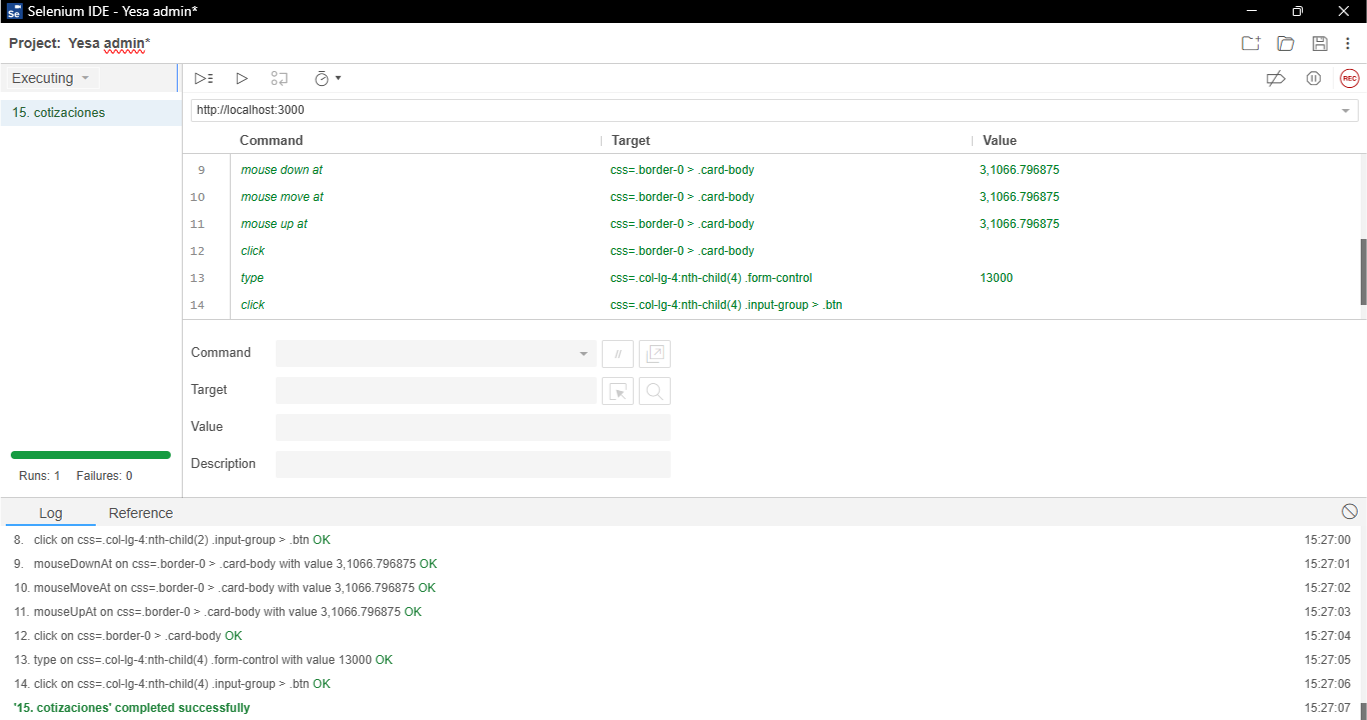 Selenium IDE - Yesa admin*
Project: Yesa admin*
Executing
REC
15. cotizaciones
http://localhost:3000
Command Target Value
9 mouse down at css=.border-0 > .card-body 3,1066.796875
10 mouse move at css=.border-0 > .card-body 3,1066.796875
11 mouse up at css=.border-0 > .card-body 3,1066.796875
12 click css=.border-0 > .card-body
13 type css=.col-lg-4:nth-child(4) .form-control 13000
14 click css=.col-lg-4:nth-child(4) .input-group > .btn
Command //
Target
Value
Description
Runs: 1 Failures: 0
Log Reference
8. click on css=.col-lg-4:nth-child(2) .input-group > .btn OK 15:27:00
9. mouseDownAt on css=.border-0 > .card-body with value 3,1066.796875 OK 15:27:01
10. mouseMoveAt on css=.border-0 > .card-body with value 3,1066.796875 OK 15:27:02
11. mouseUpAt on css=.border-0 > .card-body with value 3,1066.796875 OK 15:27:03
12. click on css=.border-0 > .card-body OK 15:27:04
13. type on css=.col-lg-4:nth-child(4) .form-control with value 13000 OK 15:27:05
14. click on css=.col-lg-4:nth-child(4) .input-group > .btn OK 15:27:06
'15. cotizaciones' completed successfully 15:27:07